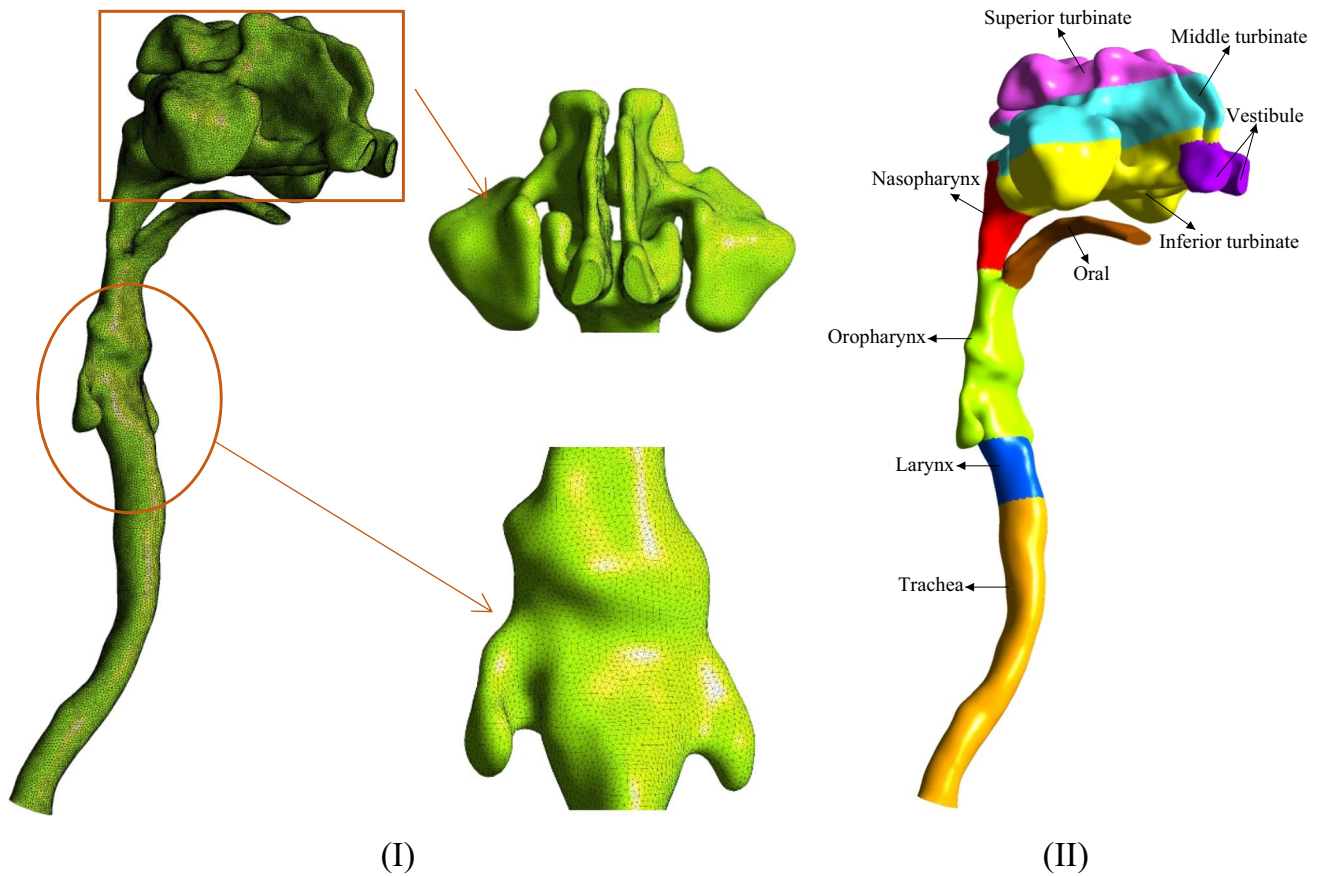 Superior turbinate
Middle turbinate
Vestibule
Nasopharynx
Inferior turbinate
Oral
Oropharynx
Larynx
Trachea
(I)
(II)